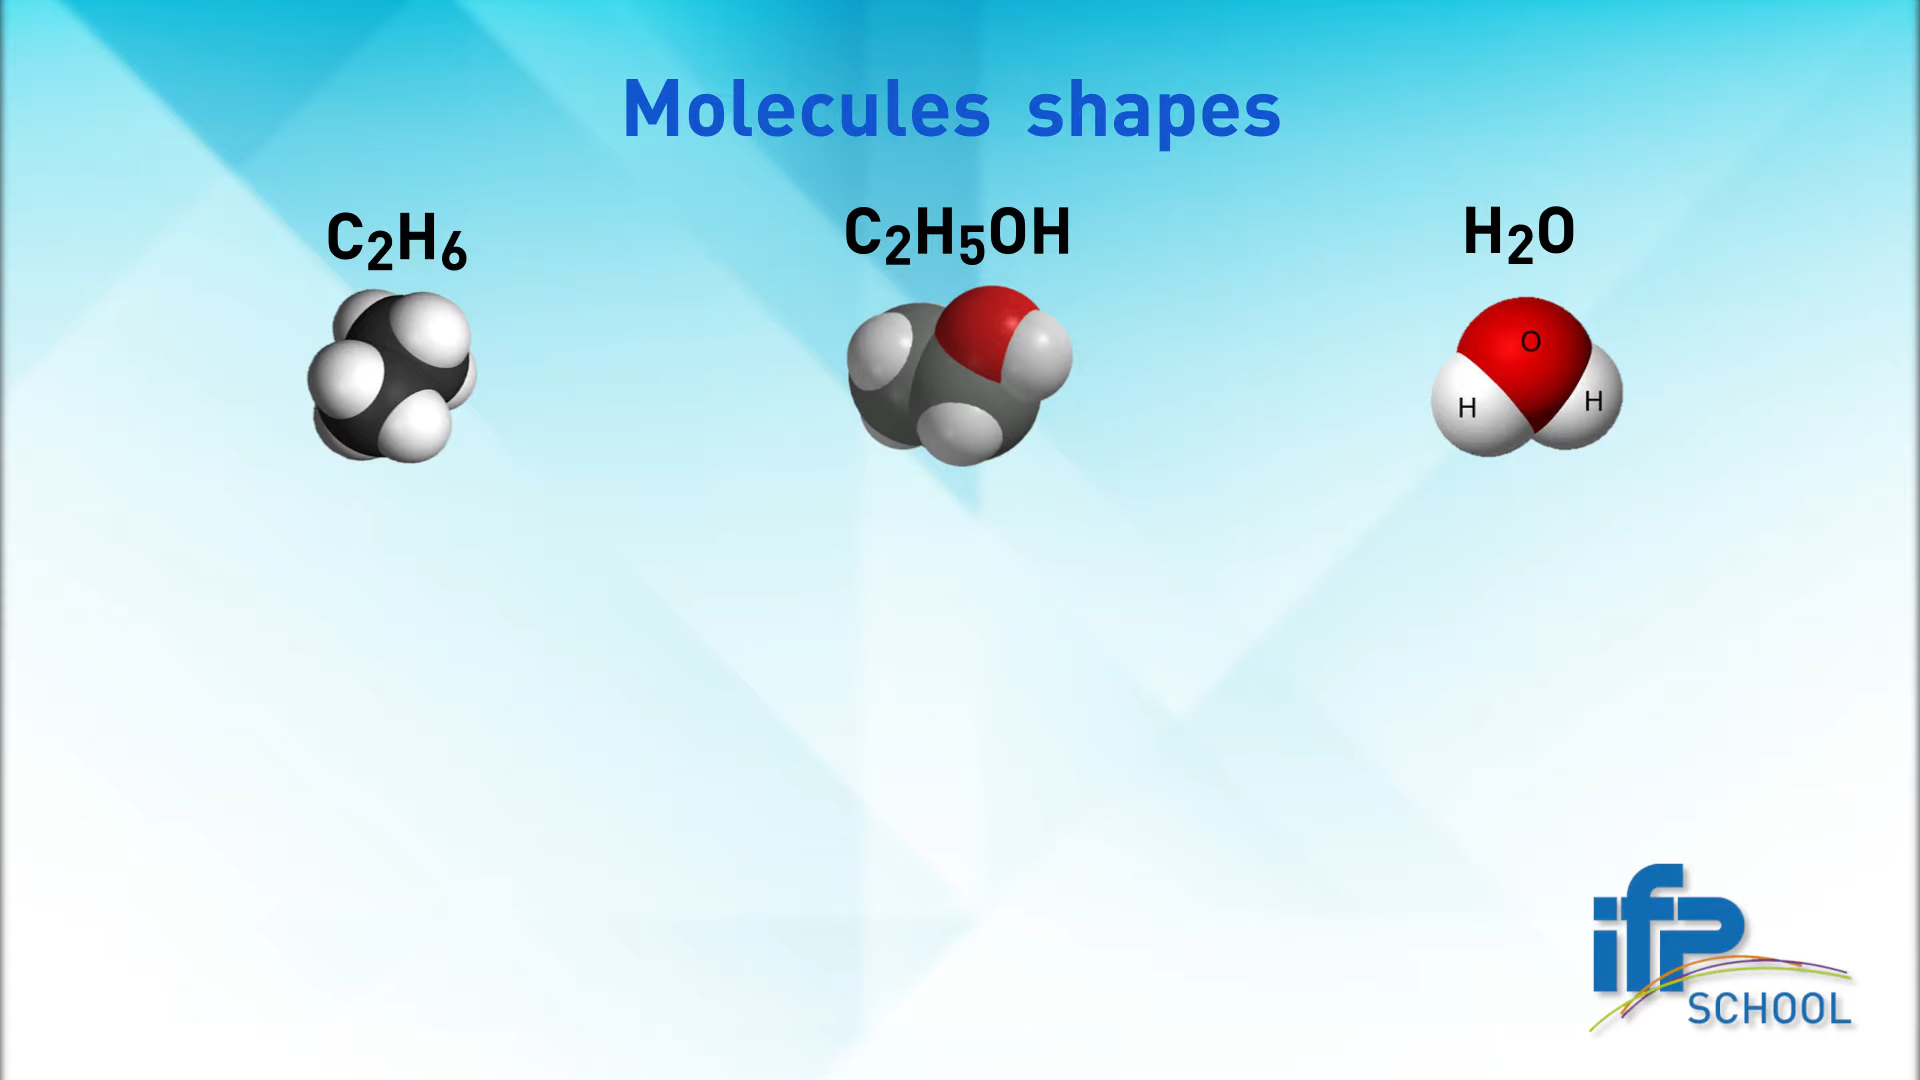 Molecules shapes
C2H6
C2H5OH
H2O
O
H
H
ifP
SCHOOL